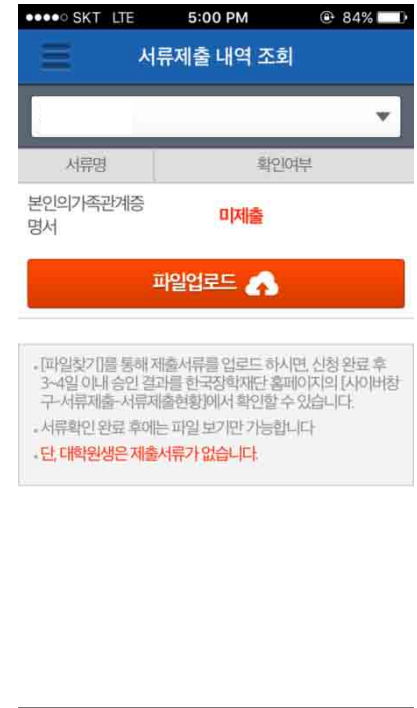 SKT LTE 5:00 PM 84%
서류제출 내역 조회
서류명 확인여부
본인의가족관계증 미제출
명서
파일업로드
[파일찾기]를 통해 제출서류를 업로드 하시면, 신청 완료 후
3~4일 이내 승인 결과를 한국장학재단 홈페이지의 [사이버창
구-서류제출-서류제출현황]에서 확인할 수 있습니다.
서류확인 완료 후에는 파일 보기만 가능합니다
단, 대학원생은 제출서류가 없습니다.